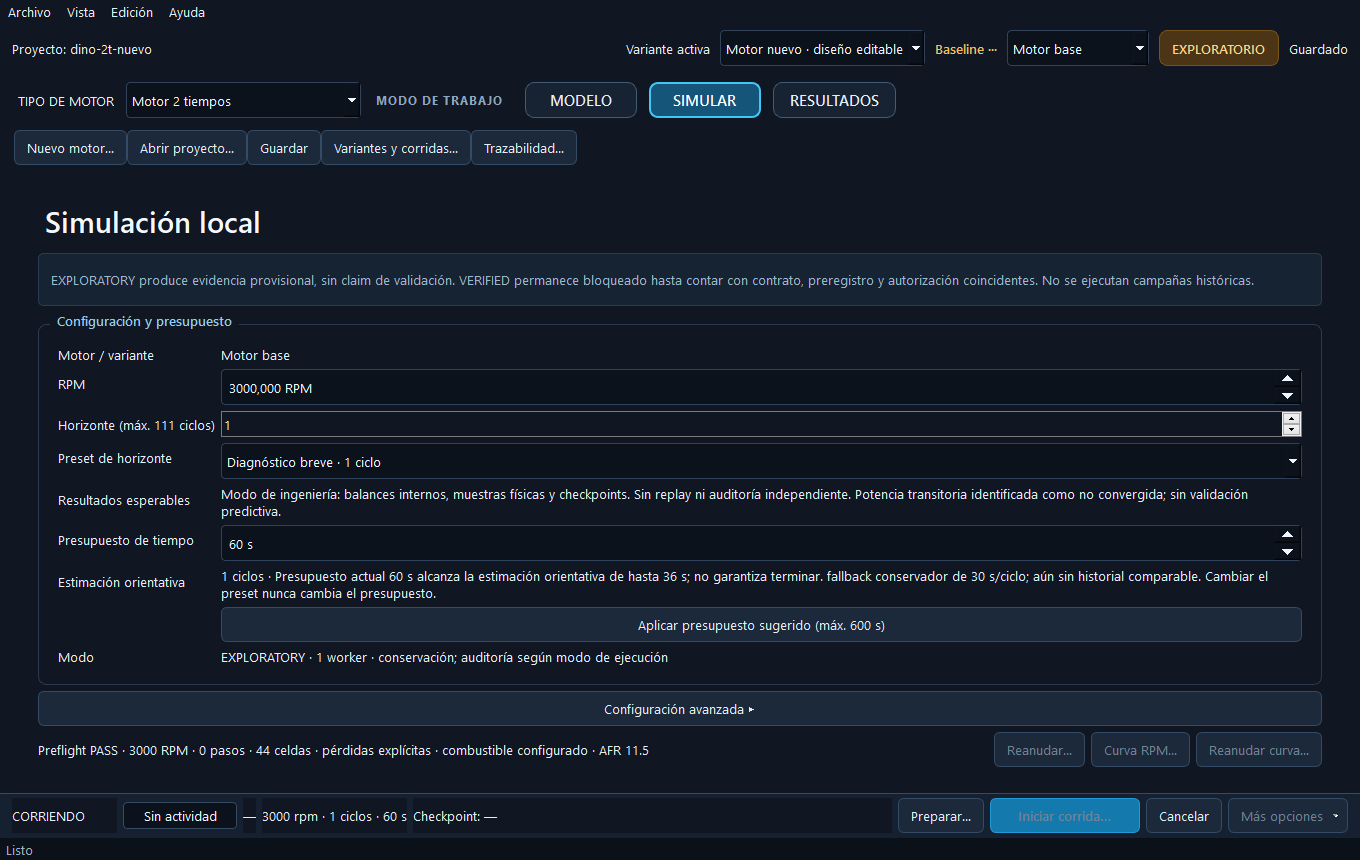 Archivo Vista Edición Ayuda
Proyecto: dino-2t-nuevo Variante activa Motor nuevo · diseño editable Baseline ··· Motor base EXPLORATORIO Guardado
TIPO DE MOTOR Motor 2 tiempos MODO DE TRABAJO MODELO SIMULAR RESULTADOS
Nuevo motor... Abrir proyecto... Guardar Variantes y corridas... Trazabilidad...
Simulación local
EXPLORATORY produce evidencia provisional, sin claim de validación. VERIFIED permanece bloqueado hasta contar con contrato, preregistro y autorización coincidentes. No se ejecutan campañas históricas.
Configuración y presupuesto
Motor / variante Motor base
RPM 3000,000 RPM
Horizonte (máx. 111 ciclos) 1
Preset de horizonte Diagnóstico breve · 1 ciclo
Resultados esperables Modo de ingeniería: balances internos, muestras físicas y checkpoints. Sin replay ni auditoría independiente. Potencia transitoria identificada como no convergida; sin validación
predictiva.
Presupuesto de tiempo 60 s
Estimación orientativa 1 ciclos · Presupuesto actual 60 s alcanza la estimación orientativa de hasta 36 s; no garantiza terminar. fallback conservador de 30 s/ciclo; aún sin historial comparable. Cambiar el
preset nunca cambia el presupuesto.
Aplicar presupuesto sugerido (máx. 600 s)
Modo EXPLORATORY · 1 worker · conservación; auditoría según modo de ejecución
Configuración avanzada ▸
Preflight PASS · 3000 RPM · 0 pasos · 44 celdas · pérdidas explícitas · combustible configurado · AFR 11.5 Reanudar... Curva RPM... Reanudar curva...
CORRIENDO Sin actividad — 3000 rpm · 1 ciclos · 60 s Checkpoint: — Preparar... Iniciar corrida... Cancelar Más opciones
Listo